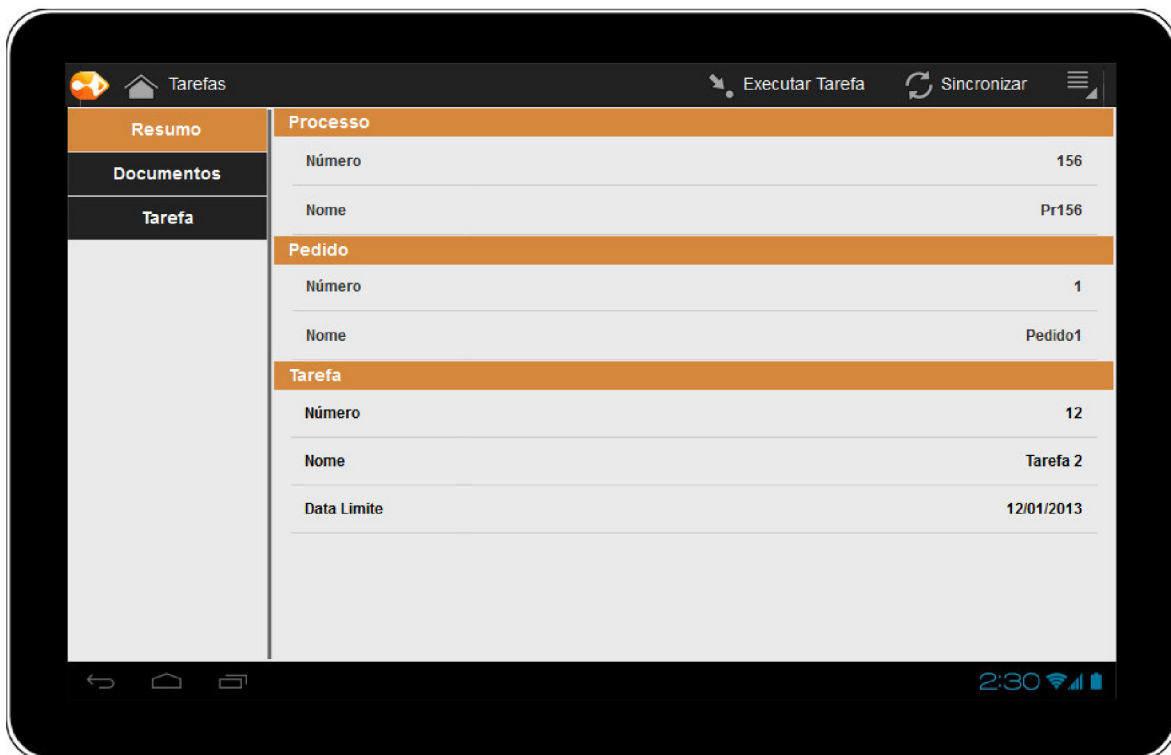 Tarefas Executar Tarefa Sincronizar
Resumo
Documentos
Tarefa
Processo
Número 156
Nome Pr156
Pedido
Número 1
Nome Pedido1
Tarefa
Número 12
Nome Tarefa 2
Data Limite 12/01/2013
2:30